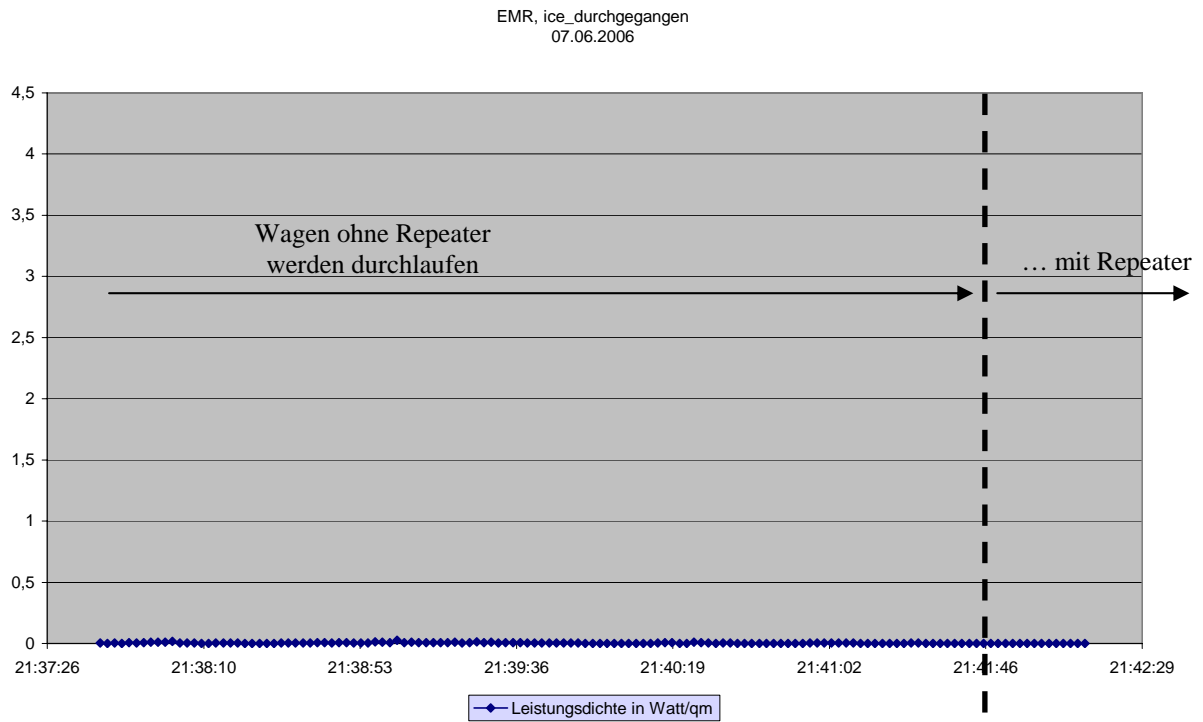 EMR, ice_durchgegangen
07.06.2006
4,5
4
3,5
Wagen ohne Repeater
werden durchlaufen
… mit Repeater
3
2,5
2
1,5
1
0,5
0
21:37:26 21:38:10 21:38:53 21:39:36 21:40:19 21:41:02 21:41:46 21:42:29
Leistungsdichte in Watt/qm